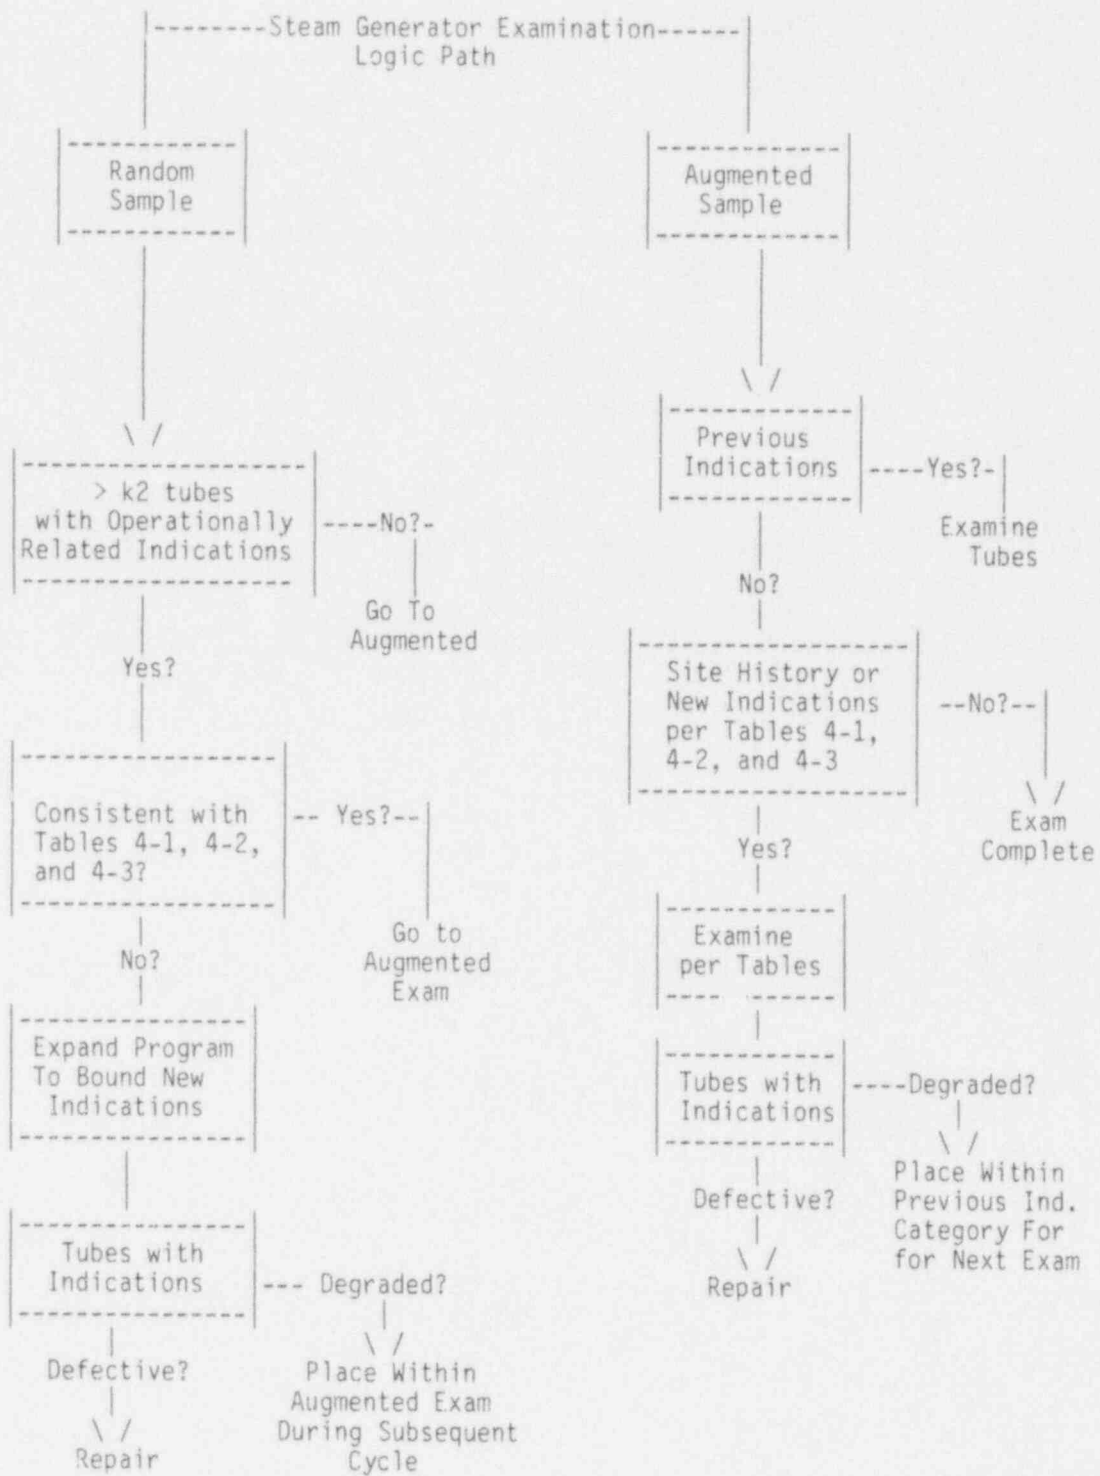 Steam Generator Examination
Logic Path
Random
Sample
> k2 tubes
with Operationally
Related Indications
No?
Go To
Augmented
Yes?
Consistent with
Tables 4-1, 4-2,
and 4-3?
Yes?
Go to
Augmented
Exam
No?
Expand Program
To Bound New
Indications
Tubes with
Indications
Degraded?
Place Within
Augmented Exam
During Subsequent
Cycle
Defective?
Repair
Augmented
Sample
Previous
Indications
Yes?
Examine
Tubes
No?
Site History or
New Indications
per Tables 4-1,
4-2, and 4-3
No?
Exam
Complete
Yes?
Examine
per Tables
Tubes with
Indications
Degraded?
Place Within
Previous Ind.
Category For
for Next Exam
Defective?
Repair